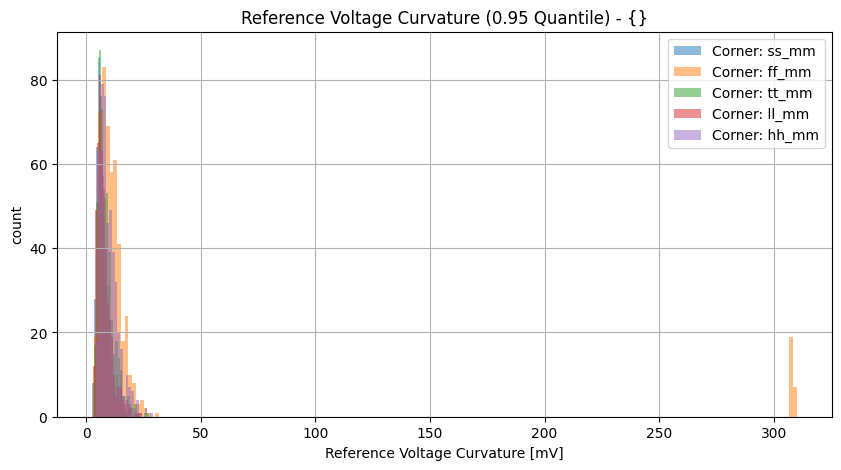 Reference Voltage Curvature (0.95 Quantile) - {}
Corner: ss_mm
Corner: ff_mm
Corner: tt_mm
Corner: ll_mm
Corner: hh_mm
80
60
40
20
0
count
0 50 100 150 200 250 300
Reference Voltage Curvature [mV]